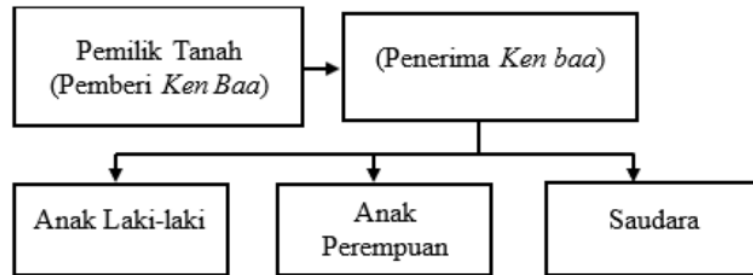 Pemilik Tanah
(Pemberi Ken Baa)
(Penerima Ken baa)
Anak Laki-laki
Anak
Perempuan
Saudara